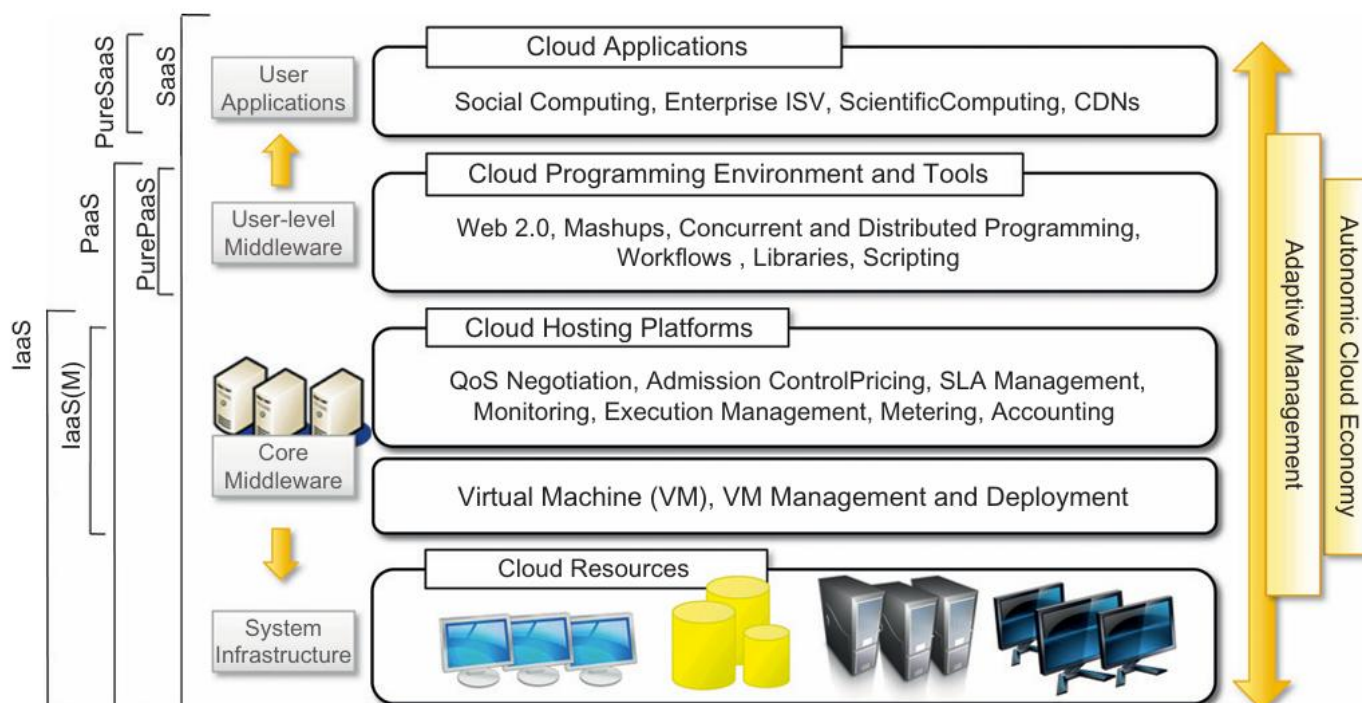 PureSaaS
SaaS
User
Applications
Cloud Applications
Social Computing, Enterprise ISV, ScientificComputing, CDNs
PaaS
PurePaaS
User-level
Middleware
Cloud Programming Environment and Tools
Web 2.0, Mashups, Concurrent and Distributed Programming,
Workflows , Libraries, Scripting
IaaS
IaaS(M)
Core
Middleware
Cloud Hosting Platforms
QoS Negotiation, Admission ControlPricing, SLA Management,
Monitoring, Execution Management, Metering, Accounting
Virtual Machine (VM), VM Management and Deployment
System
Infrastructure
Cloud Resources
Adaptive Management
Autonomic Cloud Economy